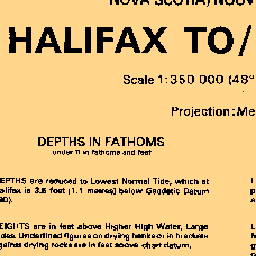 NOVA SCOTIA/NOUV
HALIFAX TO/
Scale 1:350 000 (48°
Projection: Me
DEPTHS IN FATHOMS
under 11 in fathoms and feet
EPTHS are reduced to Lowest Normal Tide, which at
alifax is 3.6 feet (1.1 metres) below Geodetic Datum
EIGHTS are in feet above Higher High Water, Large
ides. Underlined figures on drying banks or in brackets
gainst drying rocks are in feet above chart datum.